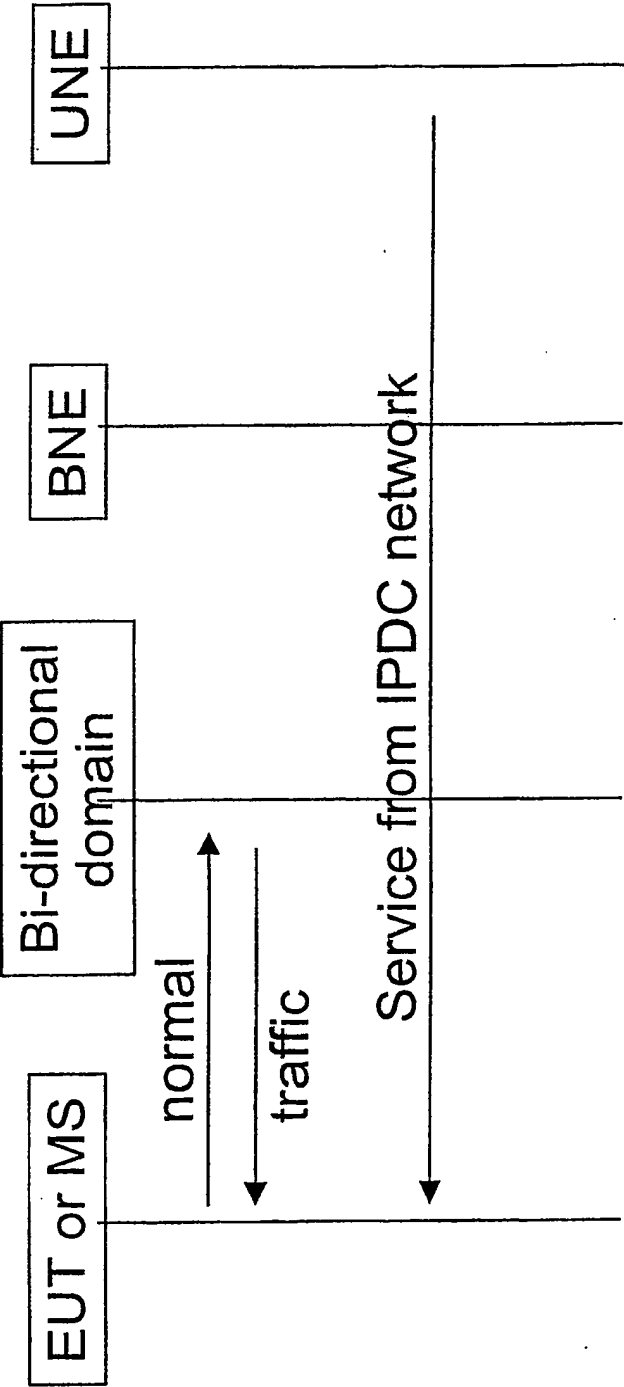 EUT or MS
Bi-directional
domain
BNE
UNE
normal
traffic
Service from IPDC network